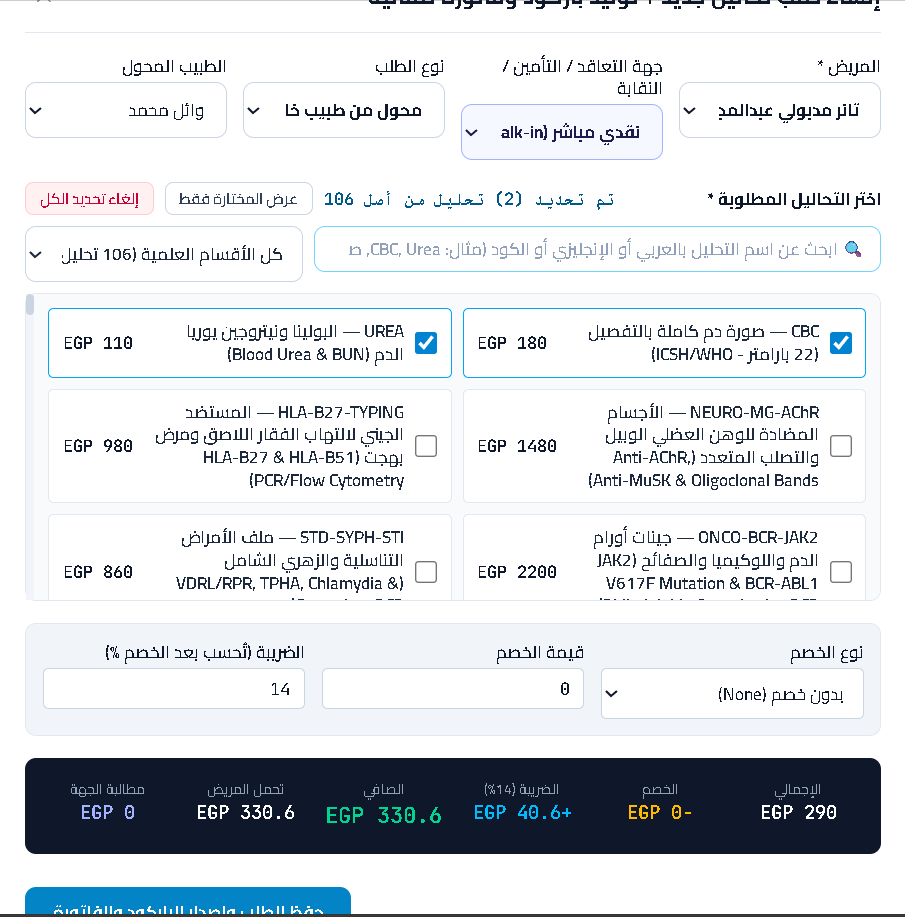 المريض *
ثائر مدبولي عبدالمد
جهة التعاقد / التأمين /
النقابة
نقدي مباشر (alk-in
نوع الطلب
محول من طبيب خا
الطبيب المحول
وائل محمد
اختر التحاليل المطلوبة *
تم تحديد (2) تحليل من أصل 106
عرض المختارة فقط
إلغاء تحديد الكل
ابحث عن اسم التحليل بالعربي أو الإنجليزي أو الكود (مثال: CBC, Urea, ص
كل الأقسام العلمية (106 تحليل
CBC — صورة دم كاملة بالتفصيل
(22 بارامتر - ICSH/WHO)
180 EGP
UREA — البولينا ونيتروجين يوريا
الدم (Blood Urea & BUN)
110 EGP
NEURO-MG-AChR — الأجسام
المضادة للوهن العضلي الوبيل
والتصلب المتعدد (Anti-AChR,
Anti-MuSK & Oligoclonal Bands)
1480 EGP
HLA-B27-TYPING — المستضد
الجيني لالتهاب الفقار اللاصق ومرض
بهجت (HLA-B27 & HLA-B51
PCR/Flow Cytometry)
980 EGP
ONCO-BCR-JAK2 — جينات أورام
الدم واللوكيميا والصفائح (JAK2
V617F Mutation & BCR-ABL1
2200 EGP
STD-SYPH-STI — ملف الأمراض
التناسلية والزهري الشامل
(VDRL/RPR, TPHA, Chlamydia &
860 EGP
نوع الخصم
بدون خصم (None)
قيمة الخصم
0
الضريبة (تُحسب بعد الخصم %)
14
الإجمالي
290 EGP
الخصم
-0 EGP
الضريبة (14%)
+40.6 EGP
الصافي
330.6 EGP
تحمل المريض
330.6 EGP
مطالبة الجهة
0 EGP
حفظ الطلب وإصدار الباركود والفاتورة